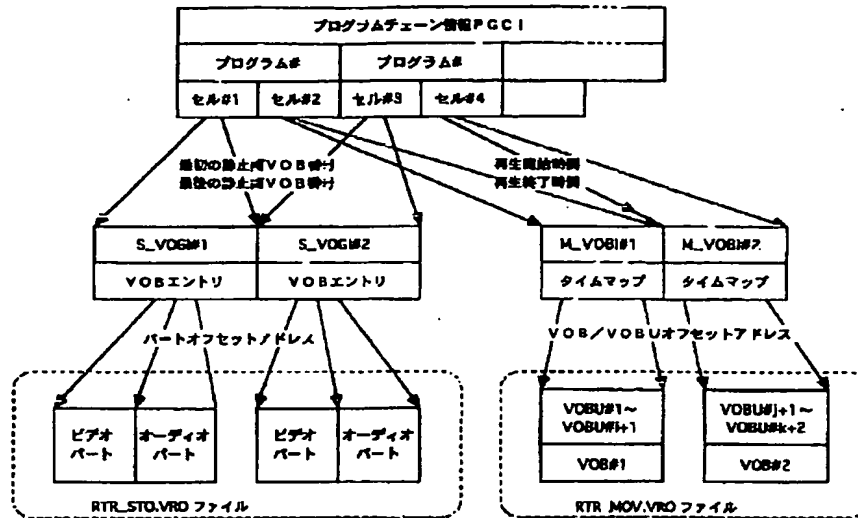 プログラムチェーン情報PGCI
プログラム# プログラム#
セル#1 セル#2 セル#3 セル#4
最初の静止画VOB番号
最後の静止画VOB番号
再生開始時間
再生終了時間
S_VOGI#1 S_VOGI#2
VOBエントリ VOBエントリ
M_VOBI#1 M_VOBI#2
タイムマップ タイムマップ
パートオフセットアドレス
VOB/VOBUオフセットアドレス
ビデオパート オーディオパート ビデオパート オーディオパート
VOBU#1~
VOBU#i+1
VOB#1
VOBU#j+1~
VOBU#k+2
VOB#2
RTR_STO.VRO ファイル
RTR_MOV.VRO ファイル